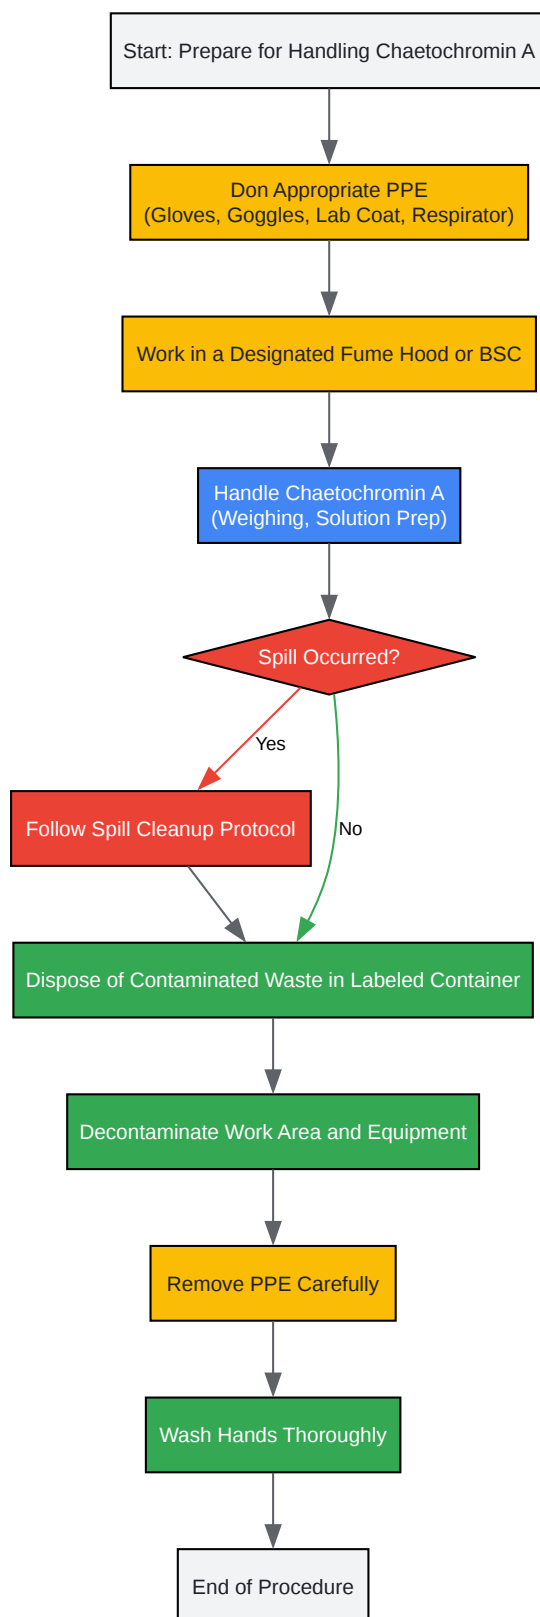 Start: Prepare for Handling Chaetochromin A
Don Appropriate PPE
(Gloves, Goggles, Lab Coat, Respirator)
Work in a Designated Fume Hood or BSC
Handle Chaetochromin A
(Weighing, Solution Prep)
Spill Occurred?
Yes
Follow Spill Cleanup Protocol
No
Dispose of Contaminated Waste in Labeled Container
Decontaminate Work Area and Equipment
Remove PPE Carefully
Wash Hands Thoroughly
End of Procedure